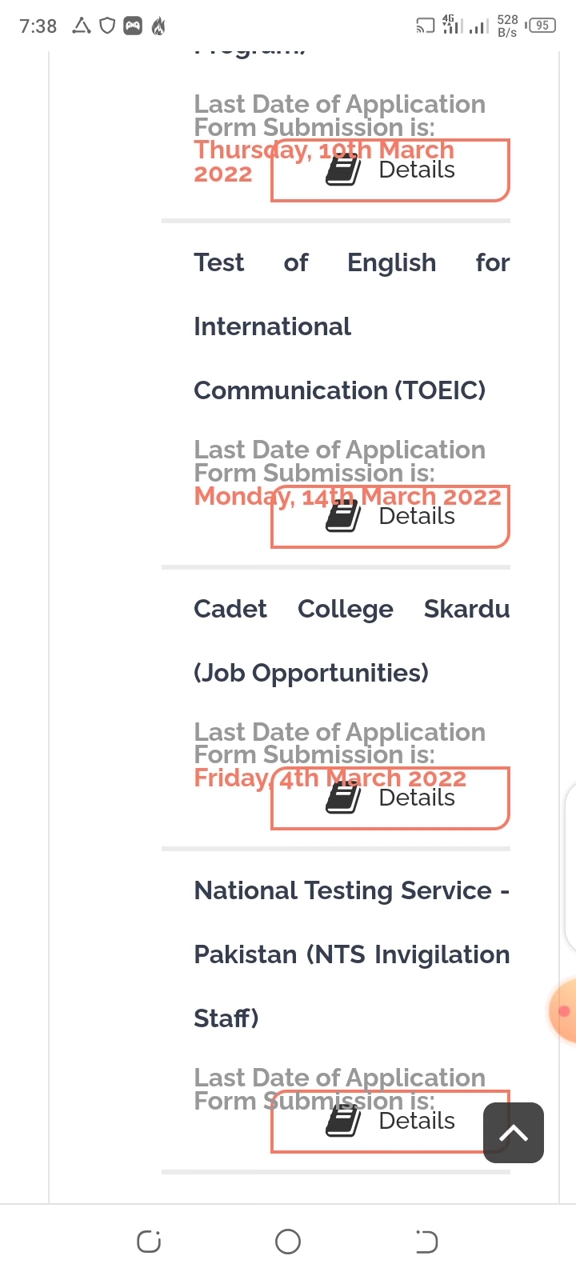 7:38
4G
528
B/s
95
Last Date of Application
Form Submission is:
Thursday, 10th March
2022
Details
Test of English for
International
Communication (TOEIC)
Last Date of Application
Form Submission is:
Monday, 14th March 2022
Details
Cadet College Skardu
(Job Opportunities)
Last Date of Application
Form Submission is:
Friday, 4th March 2022
Details
National Testing Service -
Pakistan (NTS Invigilation
Staff)
Last Date of Application
Form Submission is:
Details